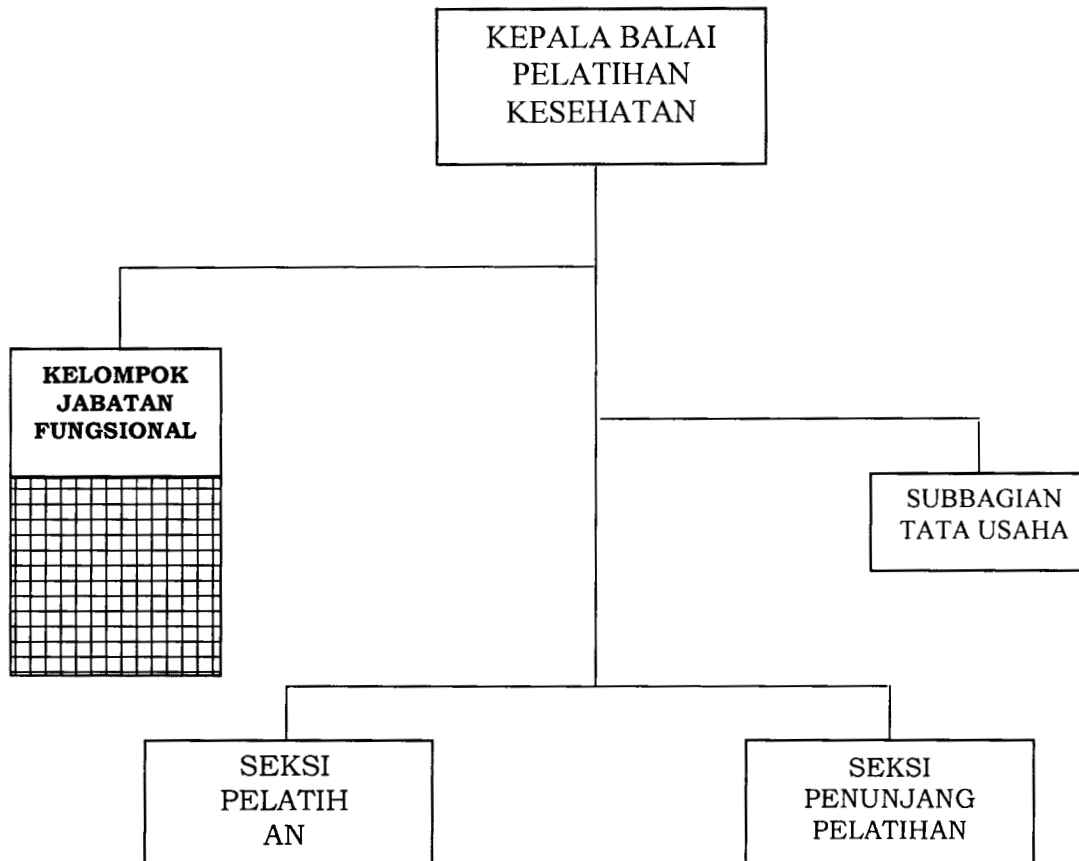 KEPALA BALAI
PELATIHAN
KESEHATAN
KELOMPOK
JABATAN
FUNGSIONAL
SUBBAGIAN
TATA USAHA
SEKSI
PELATIH
AN
SEKSI
PENUNJANG
PELATIHAN